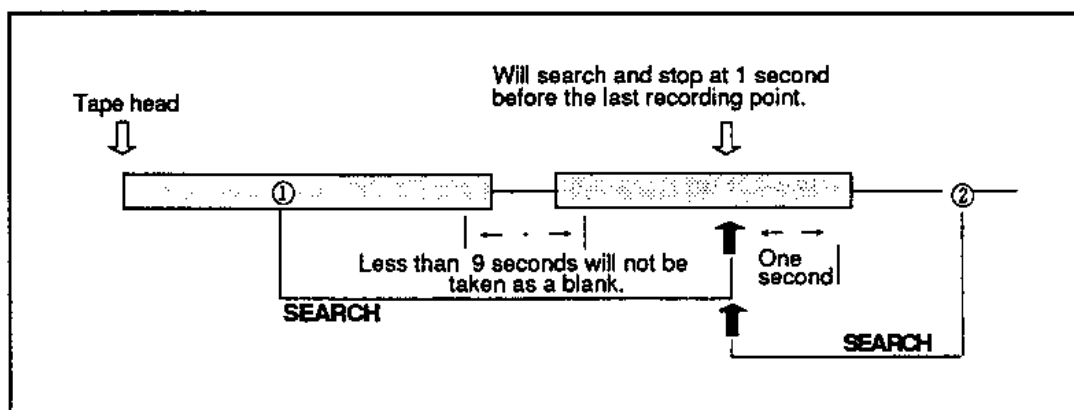 Will search and stop at 1 second
before the last recording point.
Tape head
①
②
Less than 9 seconds will not be
taken as a blank.
One
second
SEARCH
SEARCH